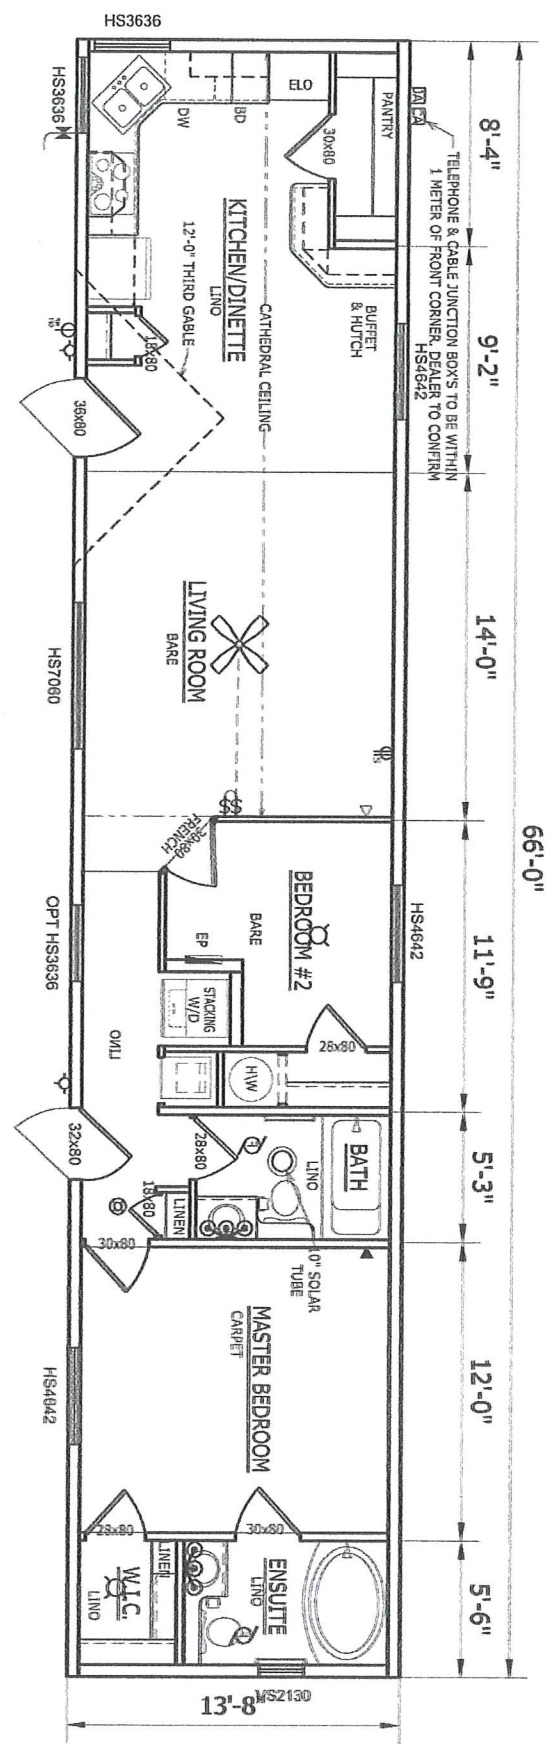 HS3636
HS3636
ELO
PANTRY
30x80
DW
BD
TELEPHONE & CABLE JUNCTION BOX'S TO BE WITHIN
1 METER OF FRONT CORNER. DEALER TO CONFIRM
8'-4"
KITCHEN/DINETTE
LINO
12'-0" THIRD GABLE
CATHEDRAL CEILING
BUFFET
& HUTCH
HS4642
9'-2"
18x80
36x80
14'-0"
LIVING ROOM
BARE
HS7060
66'-0"
$$
30x80
FRENCH
BEDROOM #2
BARE
EP
HS4642
11'-9"
OPT HS3636
STACKING
W/D
LINO
H\W
28x80
32x80
28x80
BATH
LINO
5'-3"
18x80
LINEN
30x80
10" SOLAR
TUBE
MASTER BEDROOM
CARPET
12'-0"
HS4642
28x80
30x80
LINEN
W.I.C.
LINO
ENSUITE
LINO
5'-6"
VS2130
13'-8"